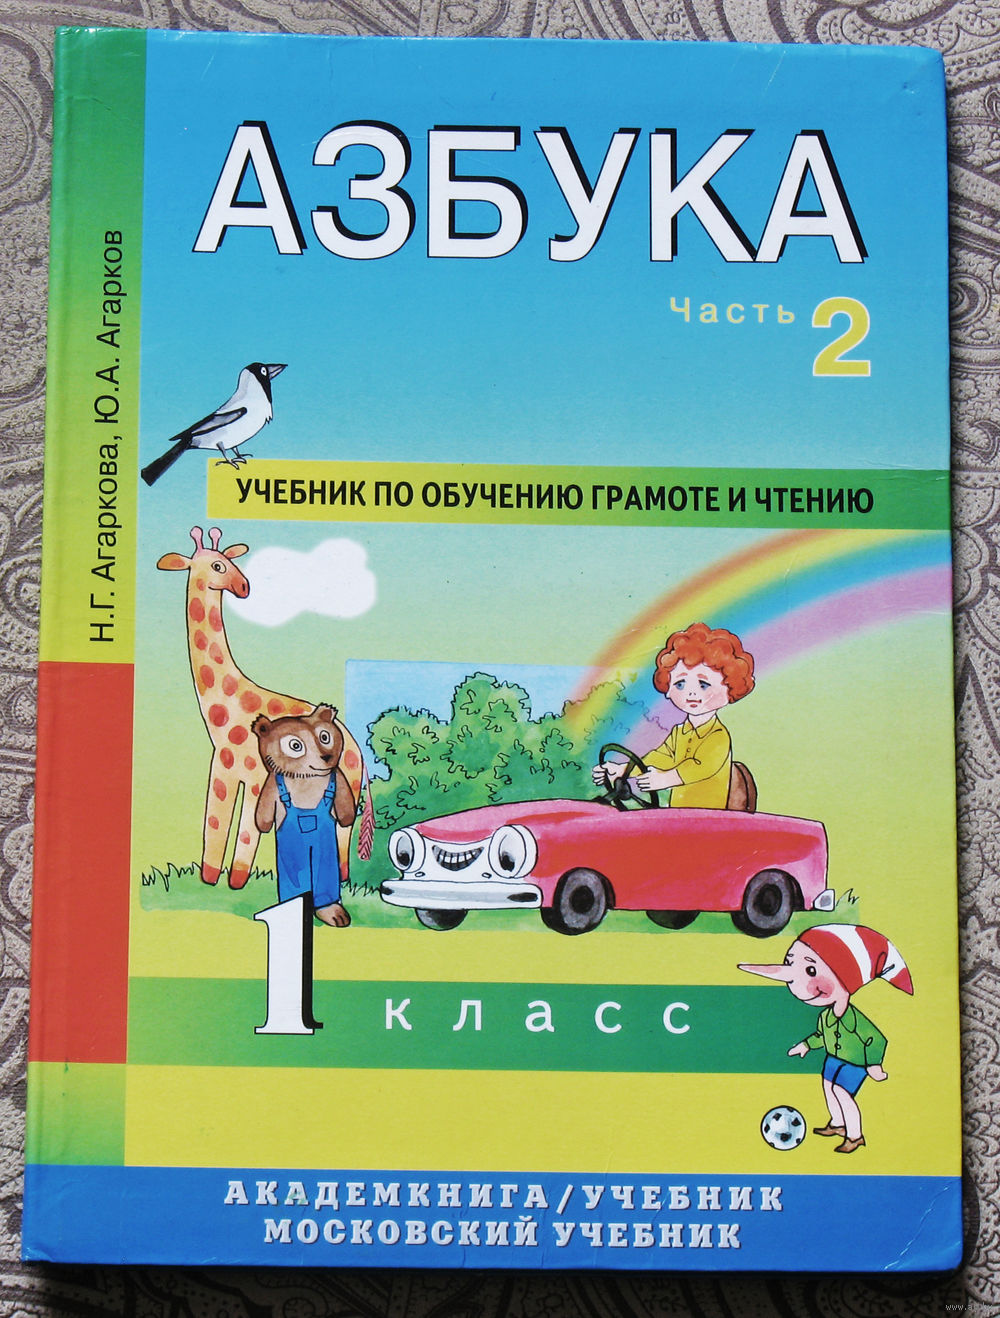 АЗБУКА
Часть 2
Н.Г. Агаркова, Ю.А. Агарков
УЧЕБНИК ПО ОБУЧЕНИЮ ГРАМОТЕ И ЧТЕНИЮ
1 класс
АКАДЕМКНИГА/УЧЕБНИК
МОСКОВСКИЙ УЧЕБНИК